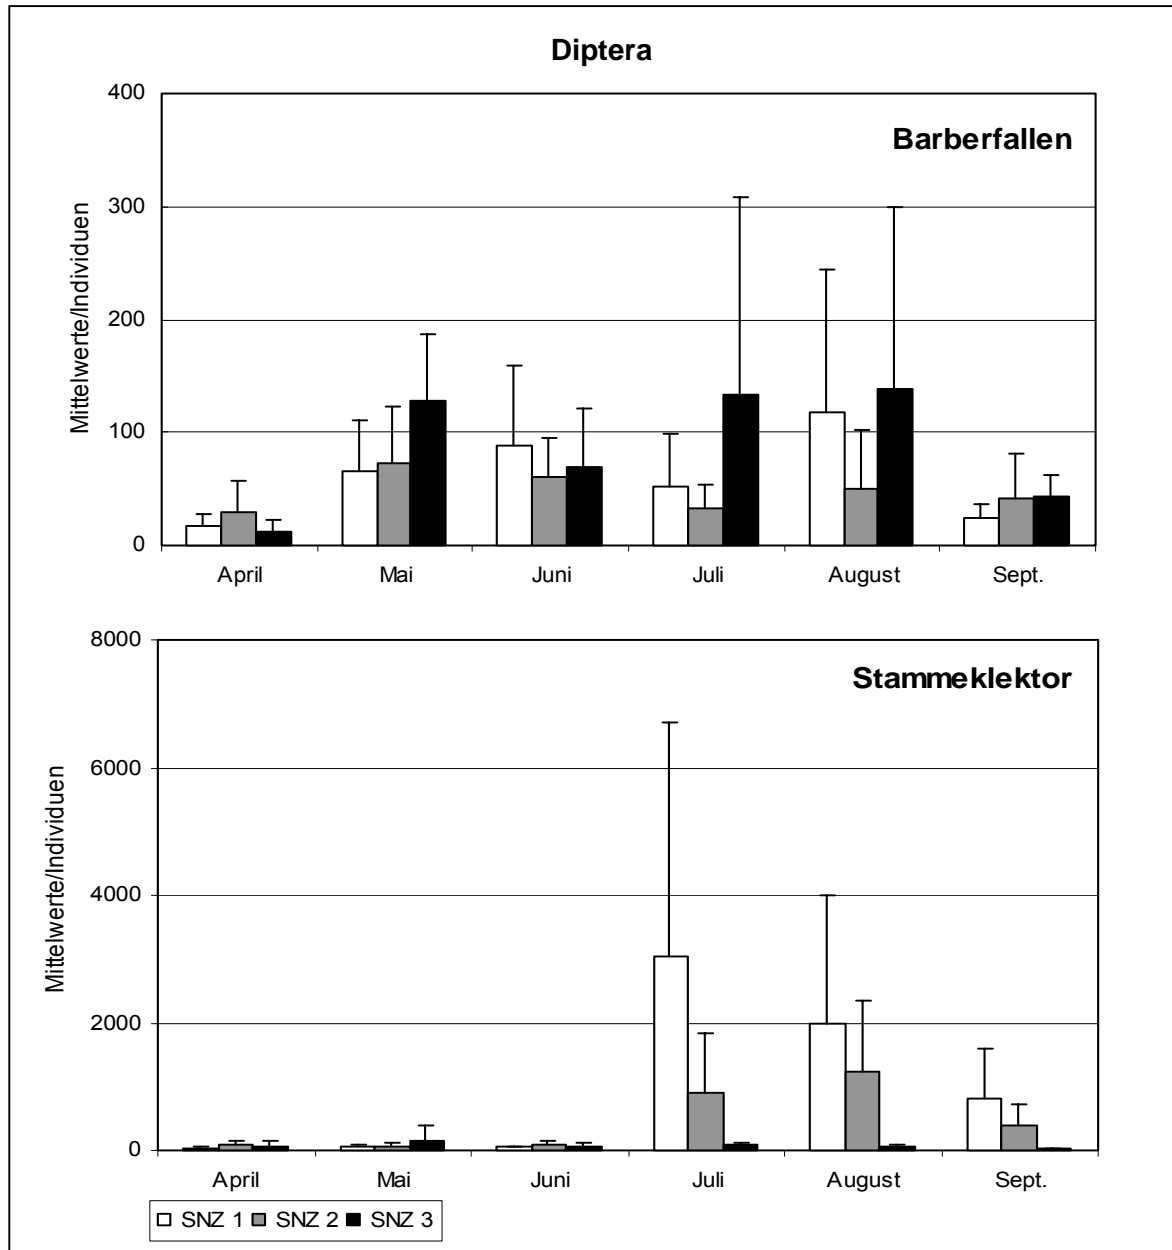 Diptera
Barberfallen
Mittelwerte/Individuen
400
300
200
100
0
April Mai Juni Juli August Sept.
Stammeklektor
Mittelwerte/Individuen
8000
6000
4000
2000
0
April Mai Juni Juli August Sept.
SNZ 1 SNZ 2 SNZ 3